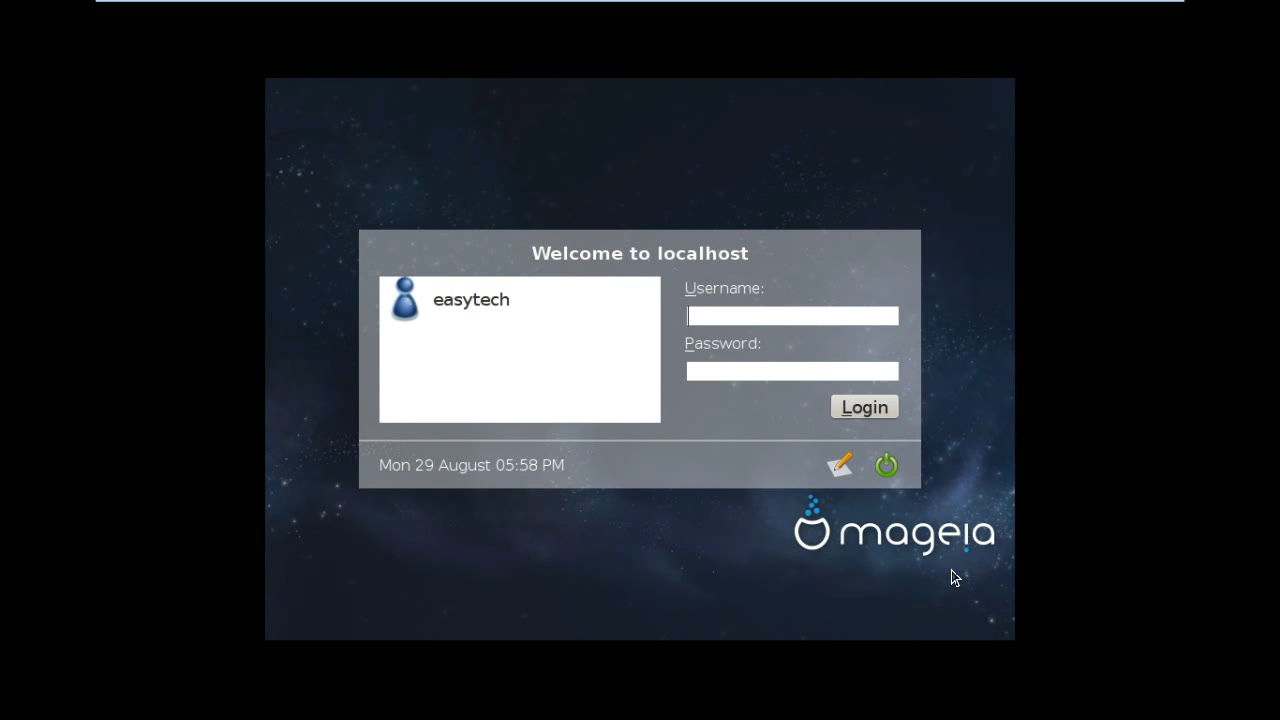 Welcome to localhost
easytech
Username:
Password:
Login
Mon 29 August 05:58 PM
mageia